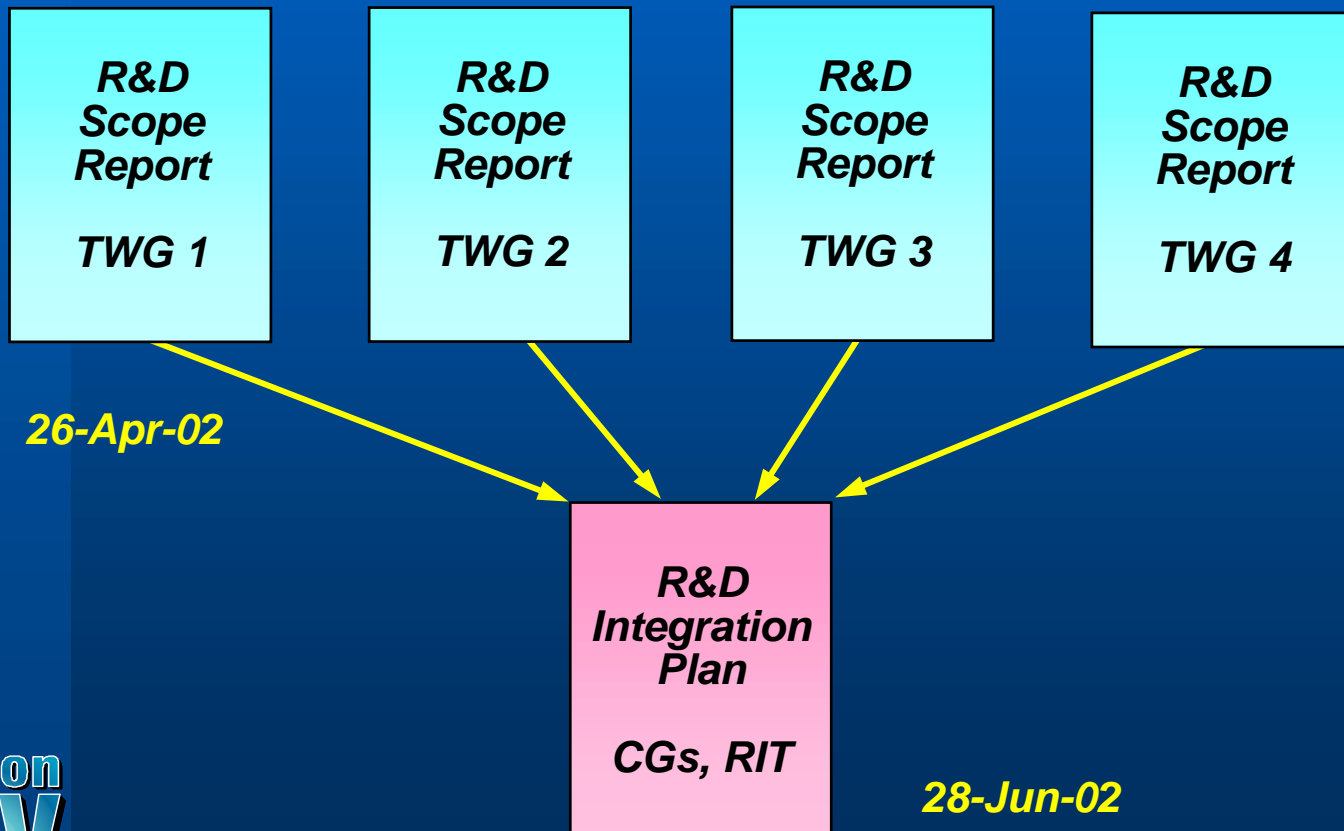 R&D
Scope
Report
TWG 1
R&D
Scope
Report
TWG 2
R&D
Scope
Report
TWG 3
R&D
Scope
Report
TWG 4
26-Apr-02
R&D
Integration
Plan
CGs, RIT
28-Jun-02
on